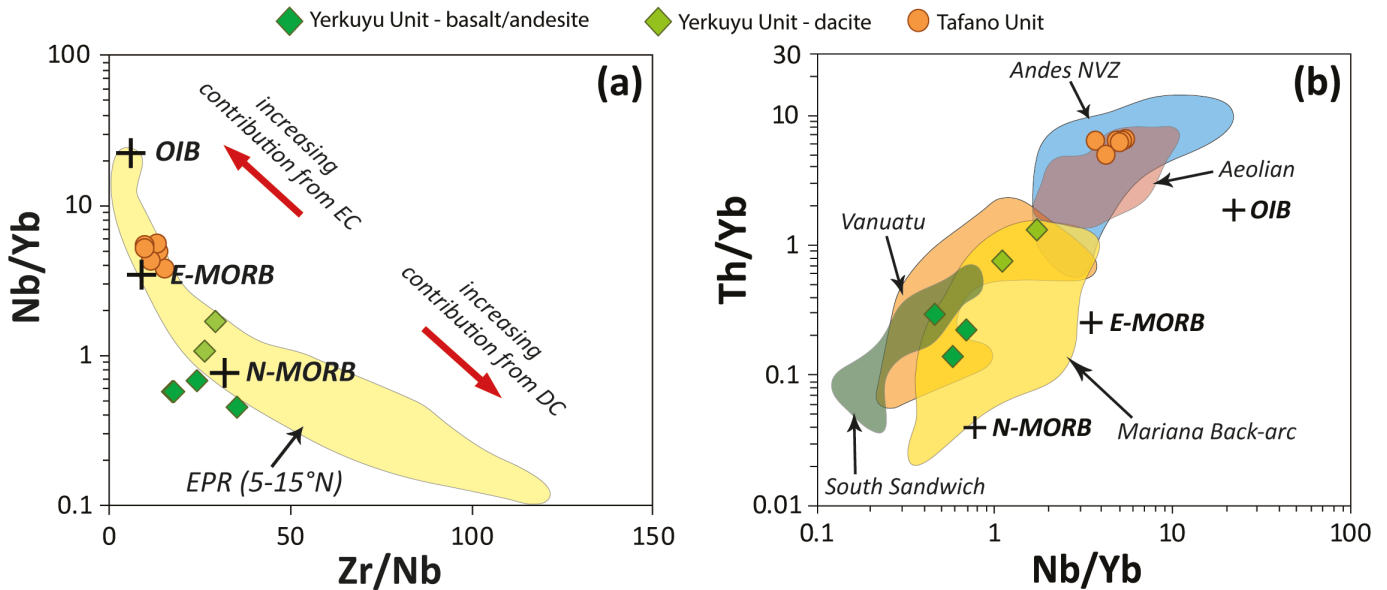 Yerkuyu Unit - basalt/andesite
Yerkuyu Unit - dacite
Tafano Unit
(a)
100
10
1
0.1
Nb/Yb
0
50
100
150
Zr/Nb
OIB
E-MORB
N-MORB
EPR (5-15°N)
increasing
contribution from EC
increasing
contribution from DC
(b)
30
10
1
0.1
0.01
Th/Yb
0.1
1
10
100
Nb/Yb
Andes NVZ
Aeolian
OIB
Vanuatu
E-MORB
N-MORB
Mariana Back-arc
South Sandwich